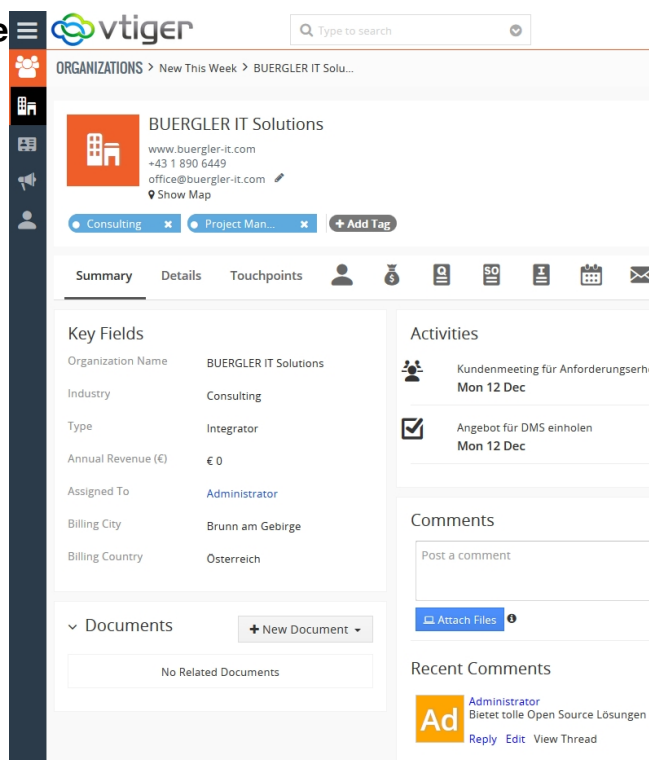 e
vtiger
Type to search
ORGANIZATIONS > New This Week > BUERGLER IT Solu...
BUERGLER IT Solutions
www.buergler-it.com
+43 1 890 6449
office@buergler-it.com
Show Map
Consulting x Project Man... x + Add Tag
Summary Details Touchpoints Q SO I
Key Fields
Organization Name BUERGLER IT Solutions
Industry Consulting
Type Integrator
Annual Revenue (€) € 0
Assigned To Administrator
Billing City Brunn am Gebirge
Billing Country Österreich
Documents + New Document
No Related Documents
Activities
Kundenmeeting für Anforderungserh
Mon 12 Dec
Angebot für DMS einholen
Mon 12 Dec
Comments
Post a comment
Attach Files
Recent Comments
Ad
Administrator
Bietet tolle Open Source Lösungen
Reply Edit View Thread